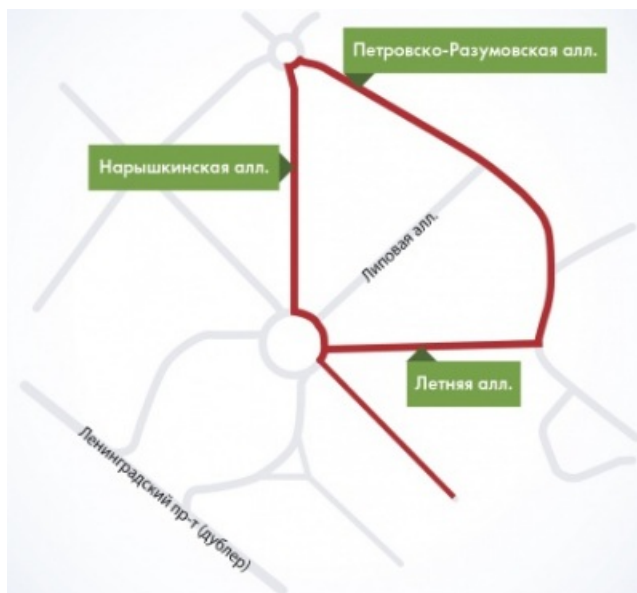 Петровско-Разумовская алл.
Нарышкинская алл.
Липовая алл.
Летняя алл.
Ленинградский пр-т (дублер)